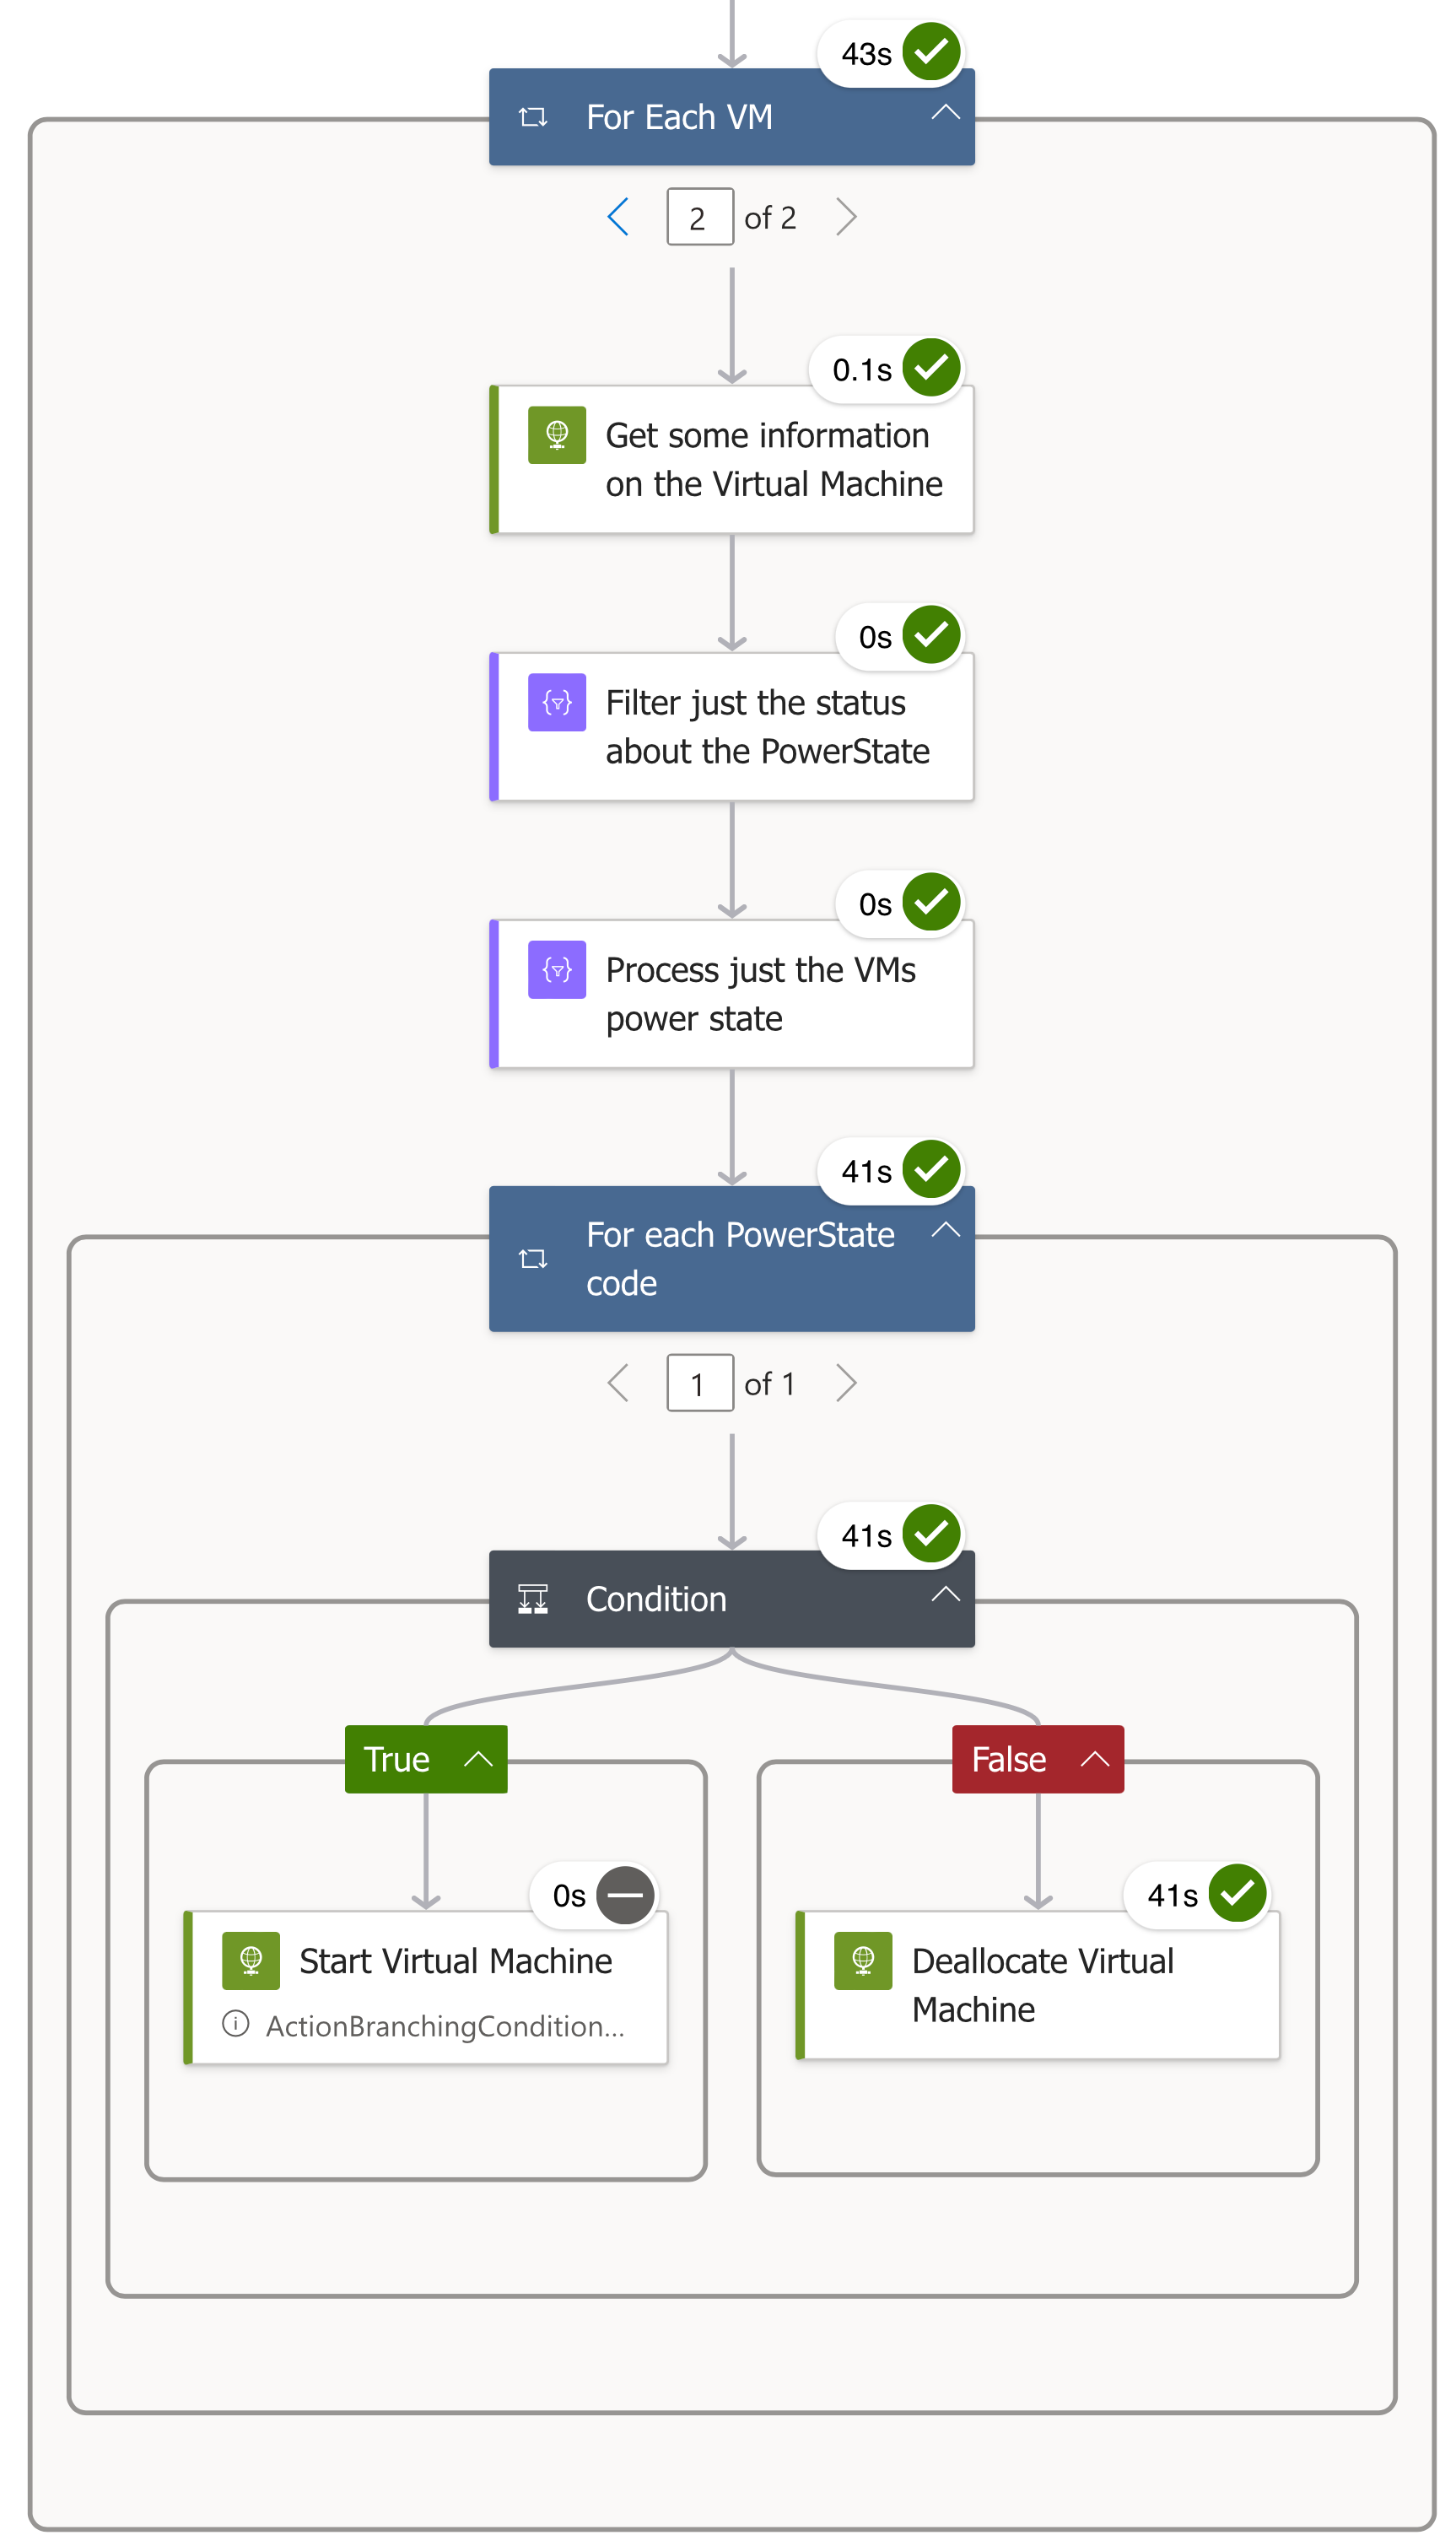 43s
For Each VM
2 of 2
0.1s
Get some information
on the Virtual Machine
0s
Filter just the status
about the PowerState
0s
Process just the VMs
power state
41s
For each PowerState
code
1 of 1
41s
Condition
True
False
0s
41s
Start Virtual Machine
ActionBranchingCondition...
Deallocate Virtual
Machine